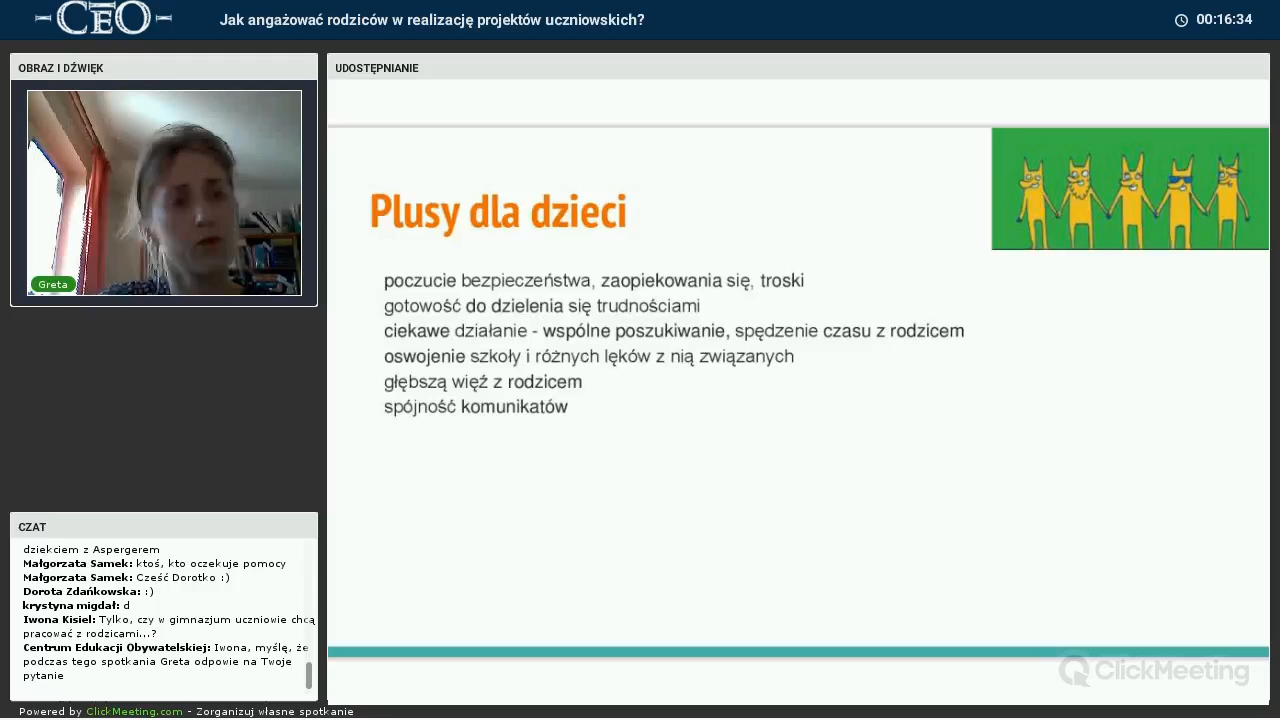 CEO
Jak angażować rodziców w realizację projektów uczniowskich?
00:16:34
OBRAZ I DŹWIĘK
Greta
UDOSTĘPNIANIE
Plusy dla dzieci
poczucie bezpieczeństwa, zaopiekowania się, troski
gotowość do dzielenia się trudnościami
ciekawe działanie - wspólne poszukiwanie, spędzenie czasu z rodzicem
oswojenie szkoły i różnych lęków z nią związanych
głębszą więź z rodzicem
spójność komunikatów
CZAT
dziekciem z Aspergerem
Małgorzata Samek: ktoś, kto oczekuje pomocy
Małgorzata Samek: Cześć Dorotko :)
Dorota Zdańkowska: :)
krystyna migdał: d
Iwona Kisiel: Tylko, czy w gimnazjum uczniowie chcą
pracować z rodzicami...?
Centrum Edukacji Obywatelskiej: Iwona, myślę, że
podczas tego spotkania Greta odpowie na Twoje
pytanie
ClickMeeting
Powered by ClickMeeting.com - Zorganizuj własne spotkanie